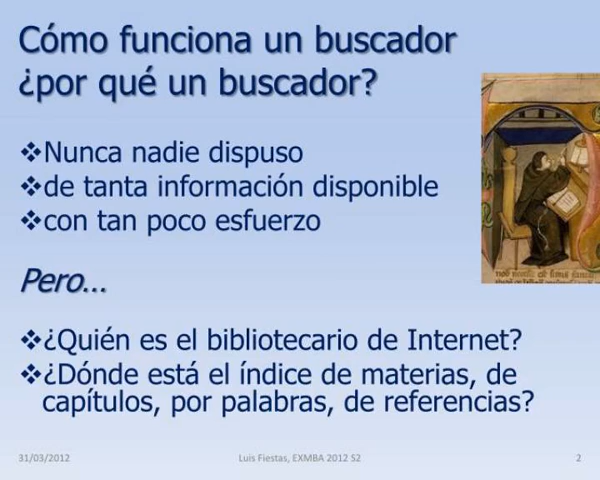 Cómo funciona un buscador
¿por qué un buscador?
❖Nunca nadie dispuso
❖de tanta información disponible
❖con tan poco esfuerzo
Pero...
❖¿Quién es el bibliotecario de Internet?
❖¿Dónde está el índice de materias, de
capítulos, por palabras, de referencias?
31/03/2012
Luis Fiestas, EXMBA 2012 S2
2